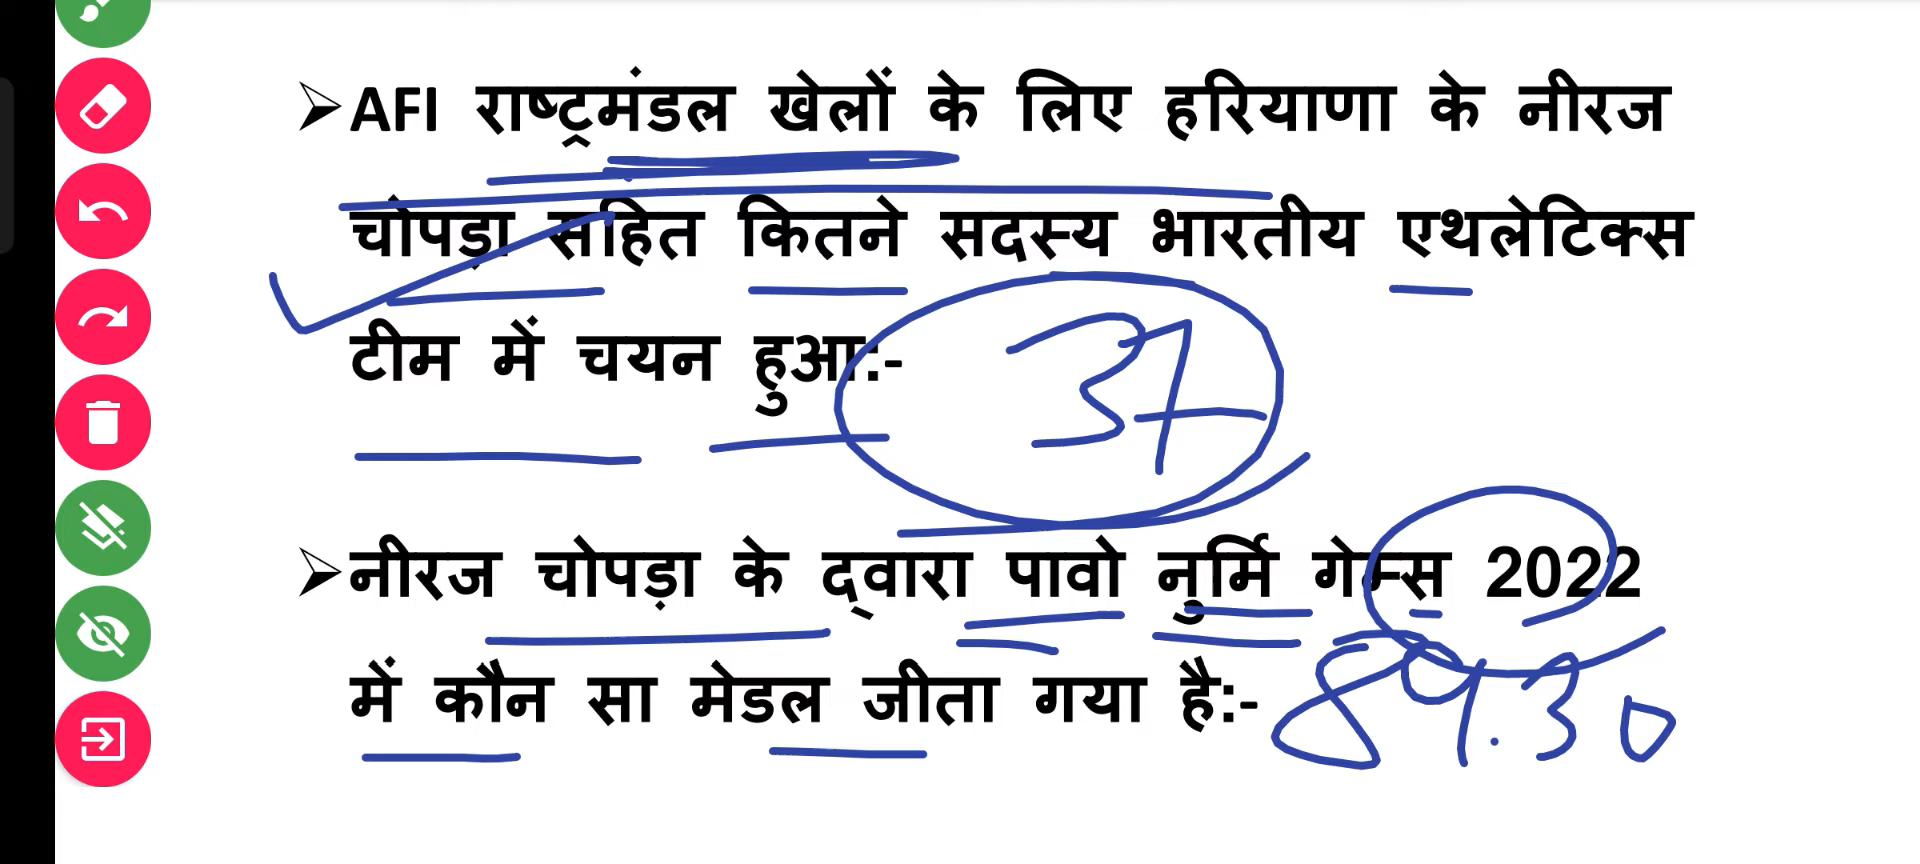 ➢AFI राष्ट्रमंडल खेलों के लिए हरियाणा के नीरज
चोपड़ा सहित कितने सदस्य भारतीय एथलेटिक्स
टीम में चयन हुआ:- 37
➢नीरज चोपड़ा के द्वारा पावो नुर्मि गेम्स 2022
में कौन सा मेडल जीता गया है:- 89.30